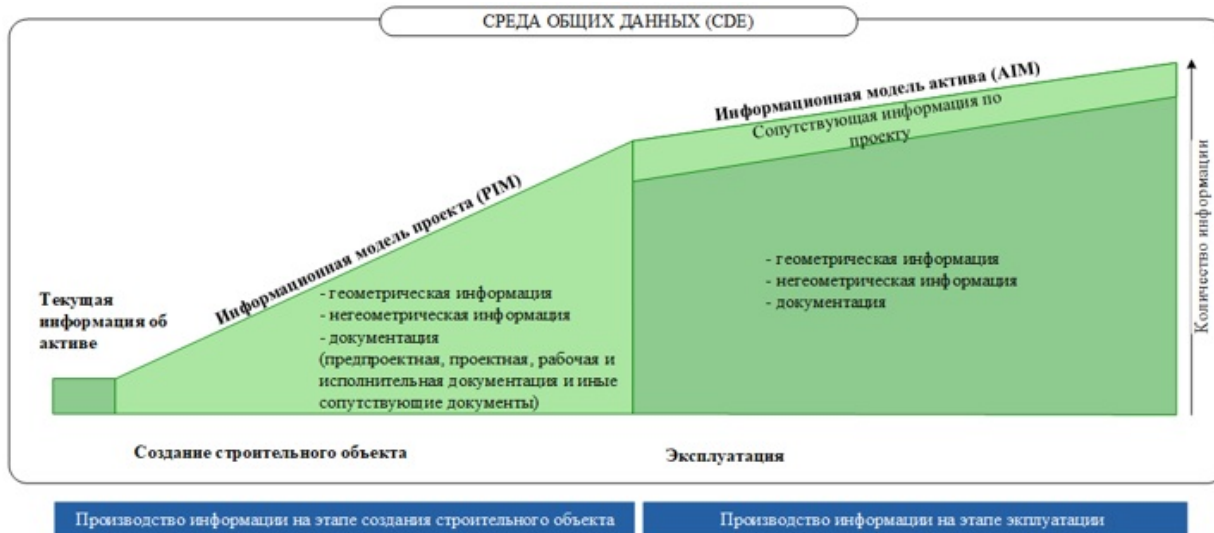 СРЕДА ОБЩИХ ДАННЫХ (CDE)
Информационная модель актива (AIM)
Сопутствующая информация по
проекту
Количество информации
Информационная модель проекта (PIM)
Текущая
информация об
активе
- геометрическая информация
- негеометрическая информация
- документация
(предпроектная, проектная, рабочая и
исполнительная документация и иные
сопутствующие документы)
- геометрическая информация
- негеометрическая информация
- документация
Создание строительного объекта
Эксплуатация
Производство информации на этапе создания строительного объекта
Производство информации на этапе экплуатации